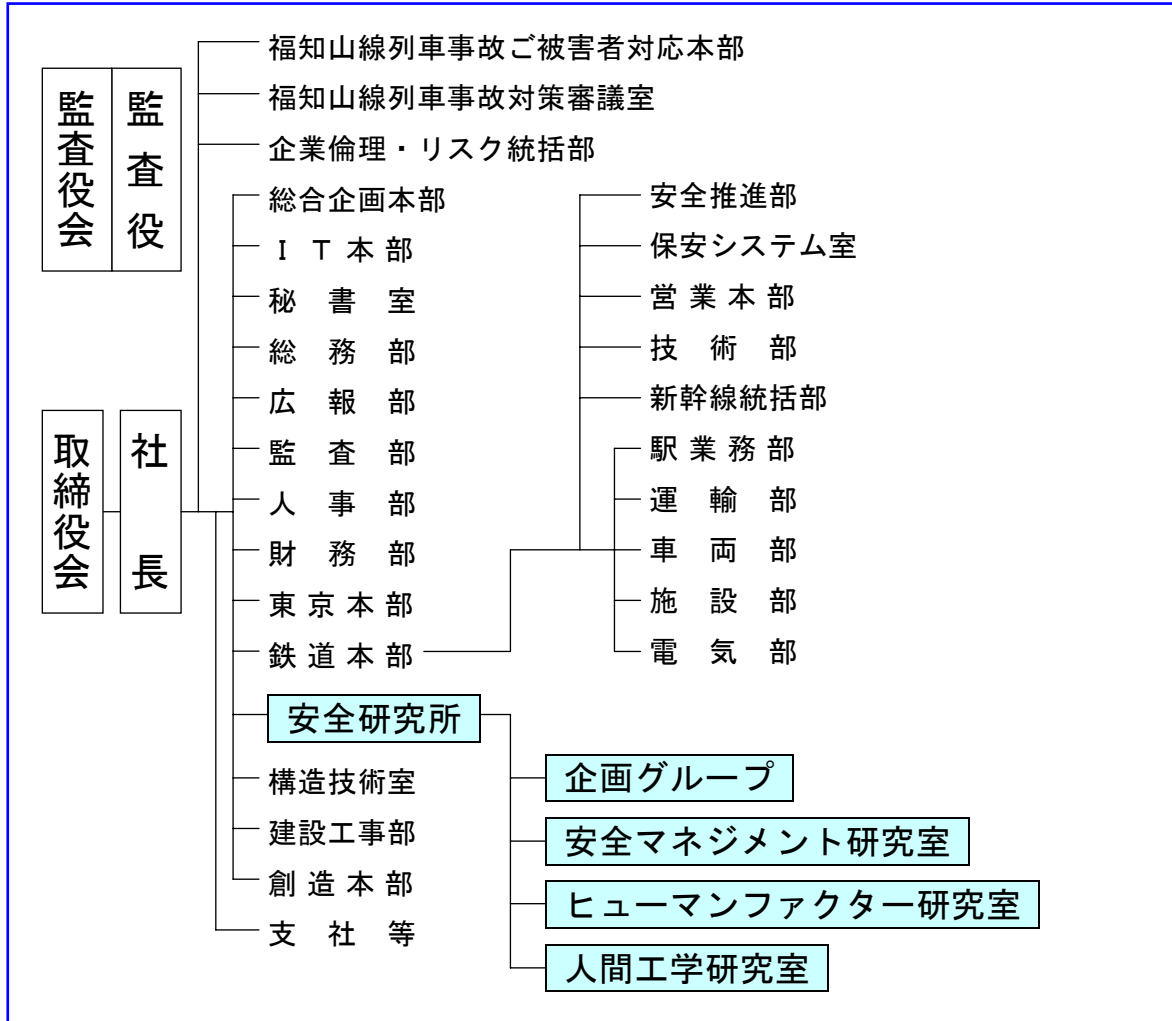 監査役会
監査役
取締役会
社長
福知山線列車事故ご被害者対応本部
福知山線列車事故対策審議室
企業倫理・リスク統括部
総合企画本部
ＩＴ本部
秘書室
総務部
広報部
監査部
人事部
財務部
東京本部
鉄道本部
安全推進部
保安システム室
営業本部
技術部
新幹線統括部
駅業務部
運輸部
車両部
施設部
電気部
安全研究所
企画グループ
安全マネジメント研究室
ヒューマンファクター研究室
人間工学研究室
構造技術室
建設工事部
創造本部
支社等